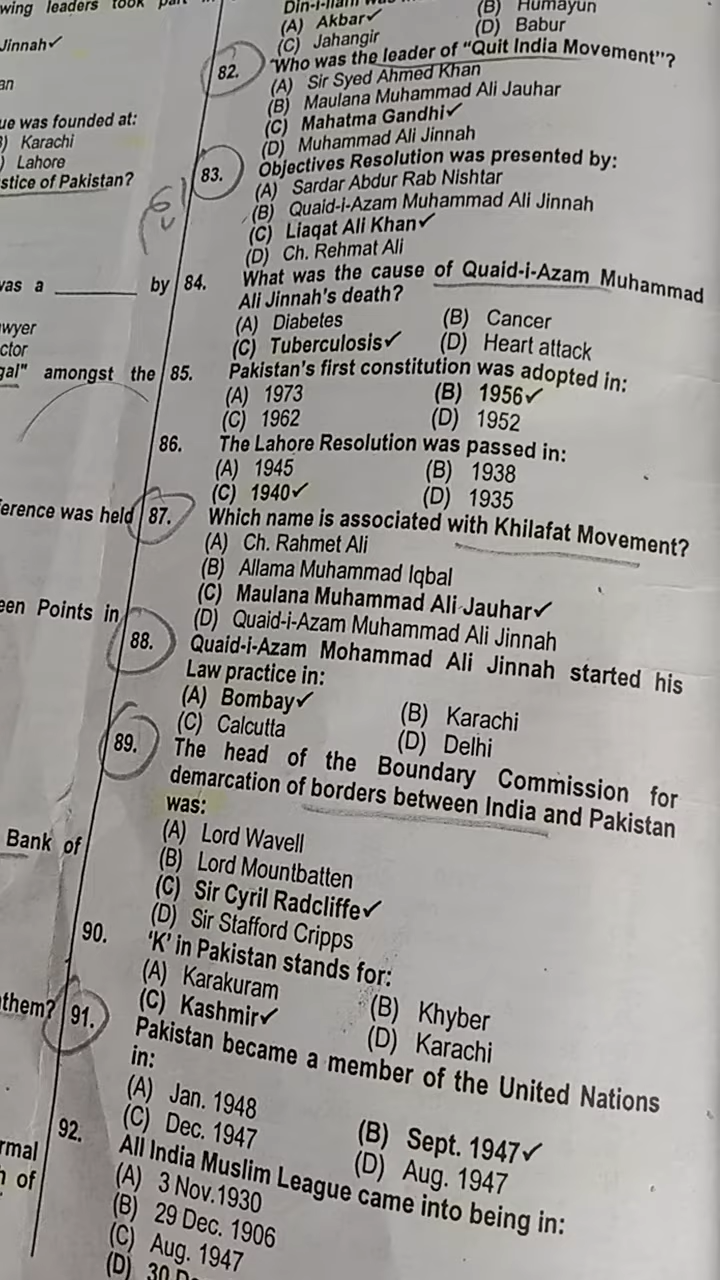 wing leaders took
Jinnah✓
an
ue was founded at:
) Karachi
) Lahore
stice of Pakistan?
was a ________ by
wyer
ctor
gal" amongst the
erence was held
een Points in
Bank of
them?
rmal
of
(A) Akbar✓
(B) Humayun
(C) Jahangir
(D) Babur
82. Who was the leader of “Quit India Movement”?
(A) Sir Syed Ahmed Khan
(B) Maulana Muhammad Ali Jauhar
(C) Mahatma Gandhi✓
(D) Muhammad Ali Jinnah
83. Objectives Resolution was presented by:
(A) Sardar Abdur Rab Nishtar
(B) Quaid-i-Azam Muhammad Ali Jinnah
(C) Liaqat Ali Khan✓
(D) Ch. Rehmat Ali
84. What was the cause of Quaid-i-Azam Muhammad
Ali Jinnah's death?
(A) Diabetes (B) Cancer
(C) Tuberculosis✓ (D) Heart attack
85. Pakistan's first constitution was adopted in:
(A) 1973 (B) 1956✓
(C) 1962 (D) 1952
86. The Lahore Resolution was passed in:
(A) 1945 (B) 1938
(C) 1940✓ (D) 1935
87. Which name is associated with Khilafat Movement?
(A) Ch. Rahmet Ali
(B) Allama Muhammad Iqbal
(C) Maulana Muhammad Ali Jauhar✓
(D) Quaid-i-Azam Muhammad Ali Jinnah
88. Quaid-i-Azam Mohammad Ali Jinnah started his
Law practice in:
(A) Bombay✓ (B) Karachi
(C) Calcutta (D) Delhi
89. The head of the Boundary Commission for
demarcation of borders between India and Pakistan
was:
(A) Lord Wavell
(B) Lord Mountbatten
(C) Sir Cyril Radcliffe✓
(D) Sir Stafford Cripps
90. 'K' in Pakistan stands for:
(A) Karakuram (B) Khyber
(C) Kashmir✓ (D) Karachi
91. Pakistan became a member of the United Nations
in:
(A) Jan. 1948 (B) Sept. 1947✓
(C) Dec. 1947 (D) Aug. 1947
92. All India Muslim League came into being in:
(A) 3 Nov.1930
(B) 29 Dec. 1906
(C) Aug. 1947
(D) 30